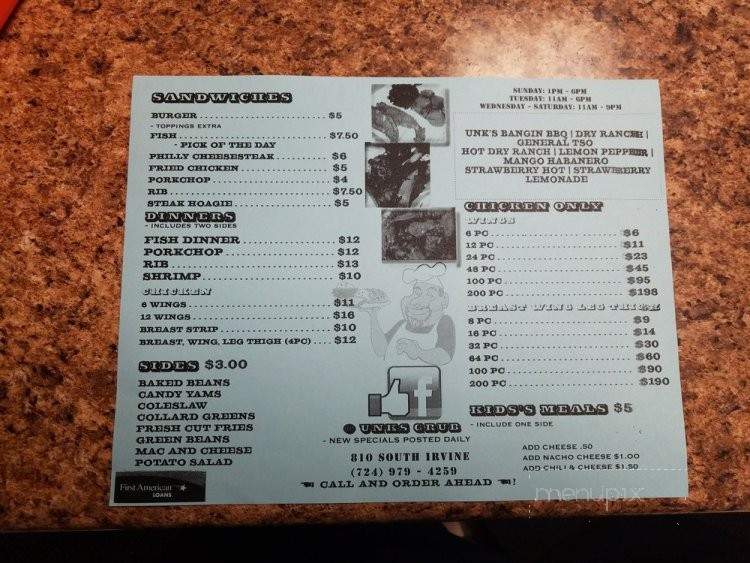 SANDWICHES
BURGER $5
- TOPPINGS EXTRA
FISH $7.50
- PICK OF THE DAY
PHILLY CHEESESTEAK $6
FRIED CHICKEN $5
PORKCHOP $4
RIB $7.50
STEAK HOAGIE $5
DINNERS
- INCLUDES TWO SIDES
FISH DINNER $12
PORKCHOP $12
RIB $13
SHRIMP $10
CHICKEN
6 WINGS $11
12 WINGS $16
BREAST STRIP $10
BREAST, WING, LEG THIGH (4PC) $12
SIDES $3.00
BAKED BEANS
CANDY YAMS
COLESLAW
COLLARD GREENS
FRESH CUT FRIES
GREEN BEANS
MAC AND CHEESE
POTATO SALAD
First American
LOANS
f
UNKS GRUB
- NEW SPECIALS POSTED DAILY
810 SOUTH IRVINE
(724) 979 - 4259
CALL AND ORDER AHEAD !
SUNDAY: 1PM - 6PM
TUESDAY: 11AM - 6PM
WEDNESDAY - SATURDAY: 11AM - 9PM
UNK'S BANGIN BBQ | DRY RANCH |
GENERAL TSO
HOT DRY RANCH | LEMON PEPPER |
MANGO HABANERO
STRAWBERRY HOT | STRAWBERRY
LEMONADE
CHICKEN ONLY
WINGS
6 PC $6
12 PC $11
24 PC $23
48 PC $45
100 PC $95
200 PC $198
BREAST WING LEG THIGH
8 PC $9
16 PC $14
32 PC $30
64 PC $60
100 PC $90
200 PC $190
KIDS'S MEALS $5
- INCLUDE ONE SIDE
ADD CHEESE .50
ADD NACHO CHEESE $1.00
ADD CHILI & CHEESE $1.50
menupix